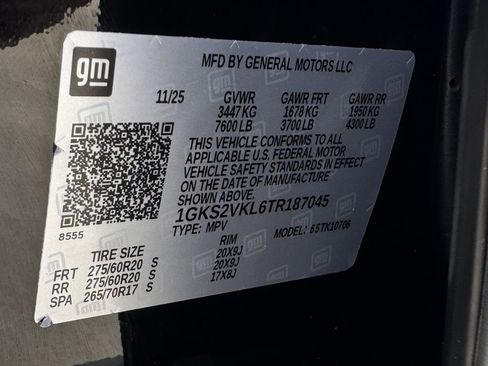 gm
MFD BY GENERAL MOTORS LLC
11/25 GVWR GAWR FRT GAWR RR
3447 KG 1678 KG 1950 KG
7600 LB 3700 LB 4300 LB
THIS VEHICLE CONFORMS TO ALL
APPLICABLE U.S. FEDERAL MOTOR
VEHICLE SAFETY STANDARDS IN EFFECT
ON THE DATE OF MANUFACTURE SHOWN ABOVE.
1GKS2VKL6TR187045
8555
TYPE: MPV MODEL: 65TK10706
TIRE SIZE RIM
FRT 275/60R20 S 20X9J
RR 275/60R20 S 20X9J
SPA 265/70R17 S 17X8J